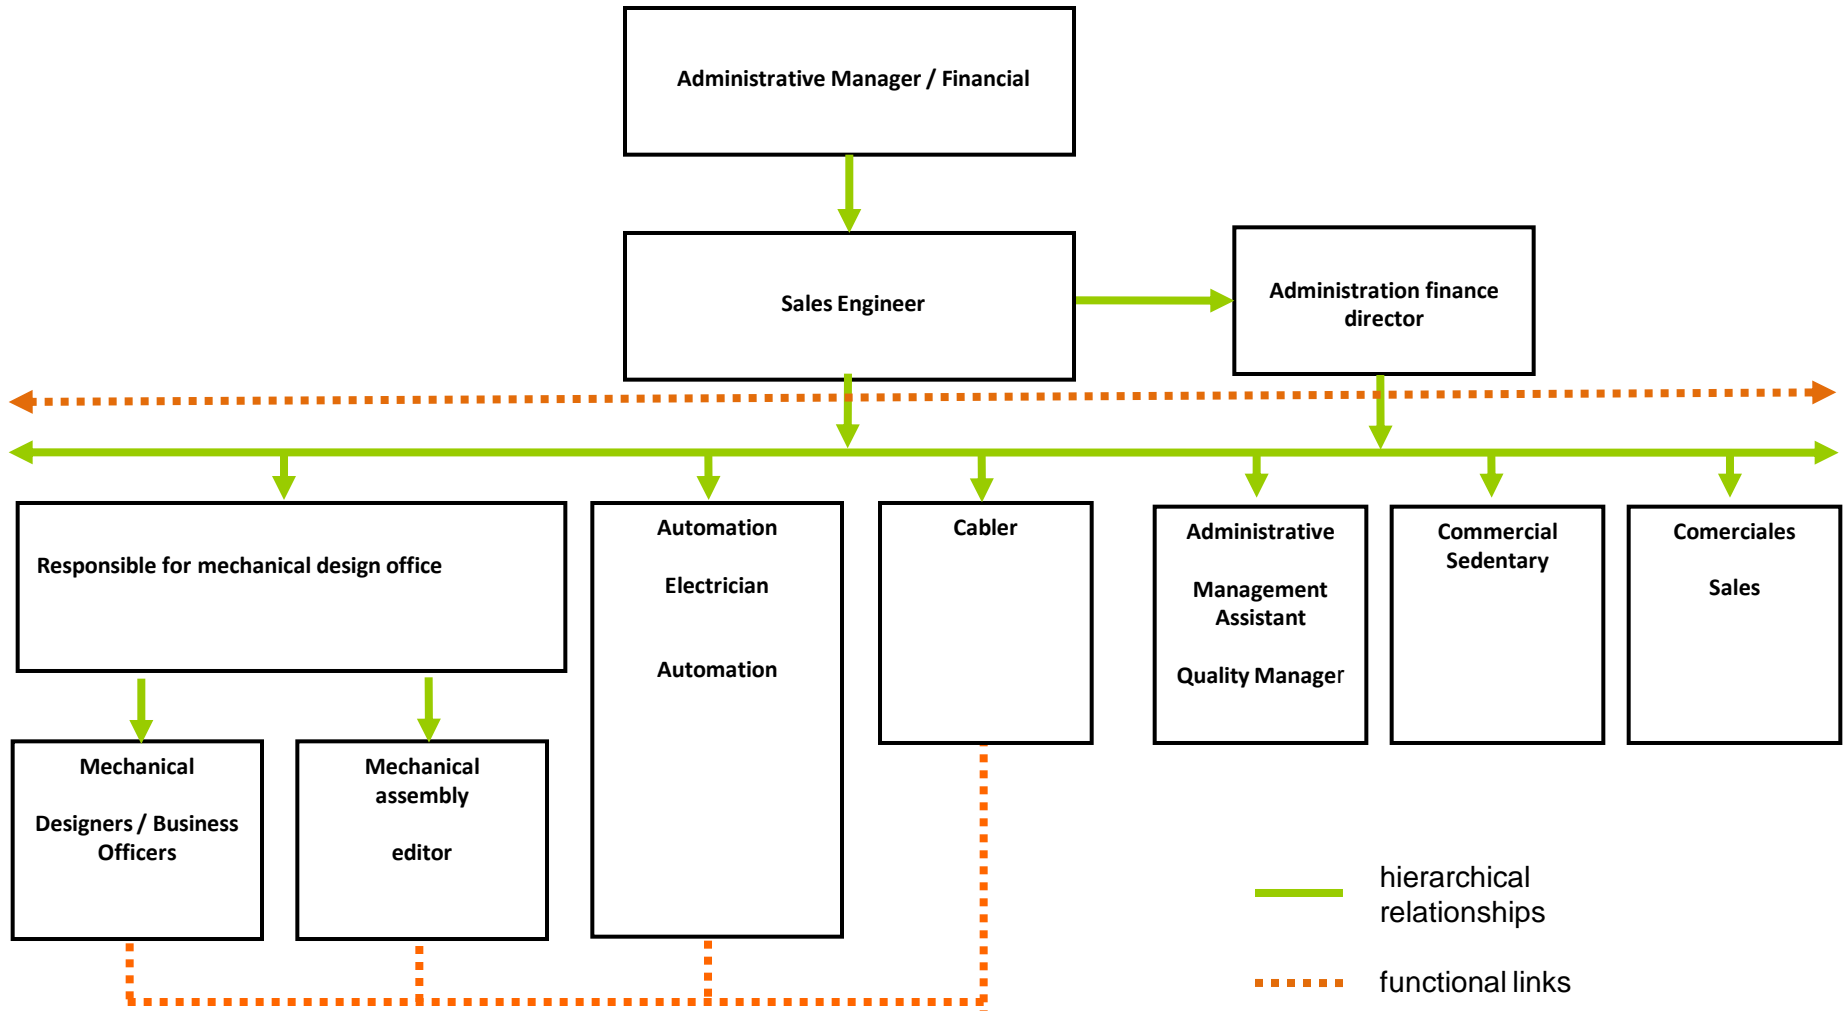 Administrative Manager / Financial
Sales Engineer
Administration finance
director
Responsible for mechanical design office
Automation
Electrician
Automation
Cabler
Administrative
Management
Assistant
Quality Manager
Commercial
Sedentary
Comerciales
Sales
Mechanical
Designers / Business
Officers
Mechanical
assembly
editor
hierarchical
relationships
functional links